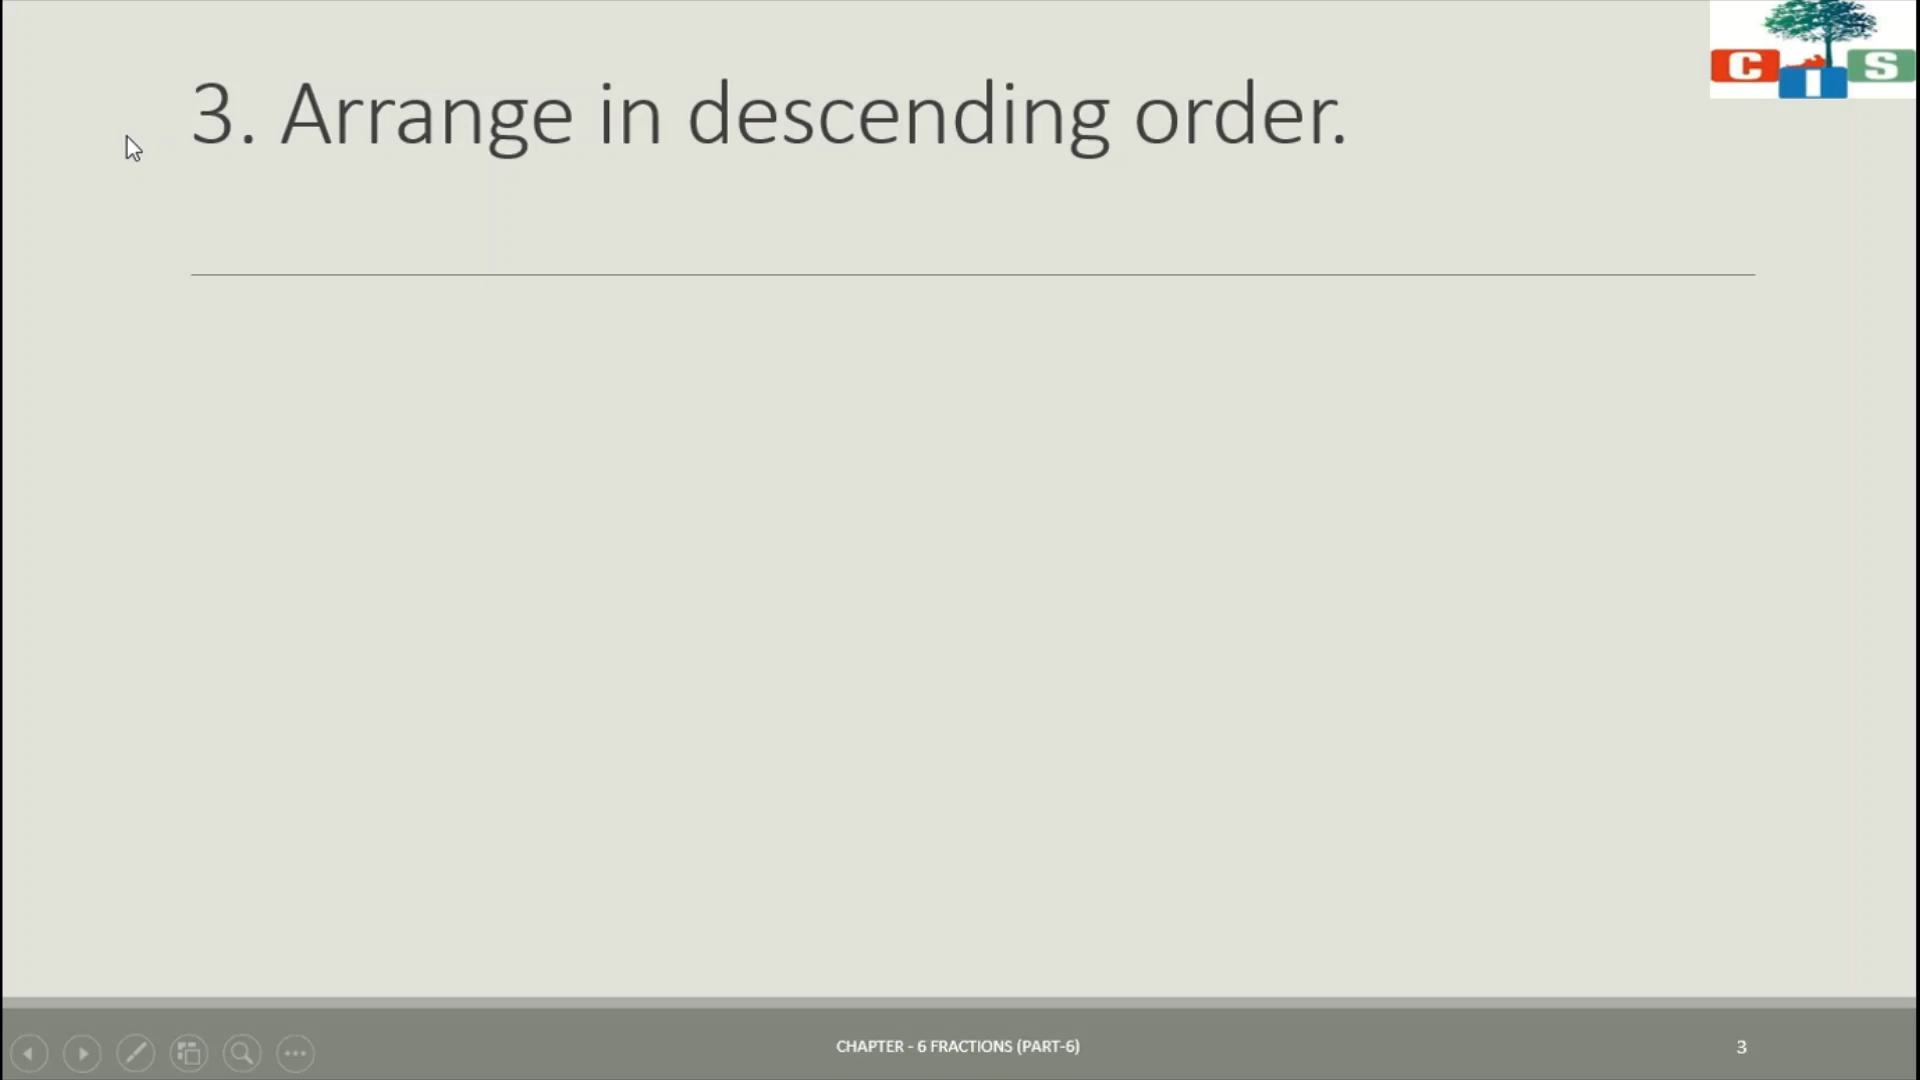 C I S
3. Arrange in descending order.
CHAPTER - 6 FRACTIONS (PART-6)
3